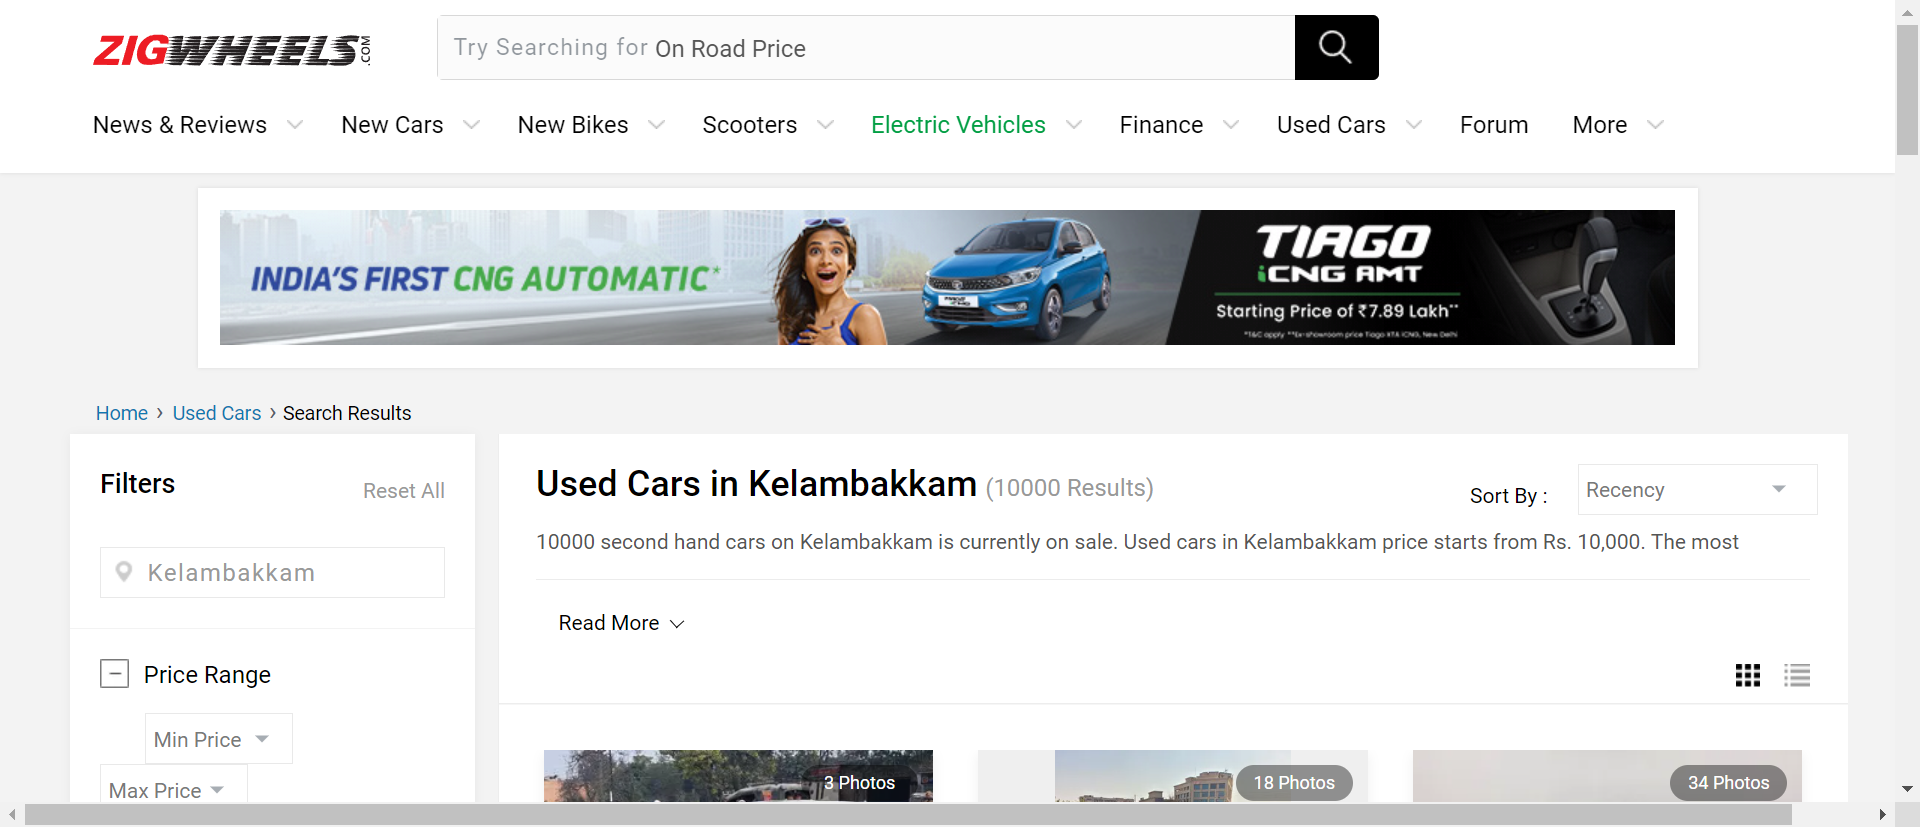 ZIGWHEELS.COM
Try Searching for On Road Price
News & Reviews New Cars New Bikes Scooters Electric Vehicles Finance Used Cars Forum More
INDIA'S FIRST CNG AUTOMATIC*
TIAGO
iCNG AMT
Starting Price of ₹7.89 Lakh**
*T&C apply **Ex-showroom price Tiago XTA iCNG, New Delhi
Home › Used Cars › Search Results
Filters
Reset All
Kelambakkam
Price Range
Min Price
Max Price
Used Cars in Kelambakkam (10000 Results)
Sort By :
Recency
10000 second hand cars on Kelambakkam is currently on sale. Used cars in Kelambakkam price starts from Rs. 10,000. The most
Read More
3 Photos
18 Photos
34 Photos